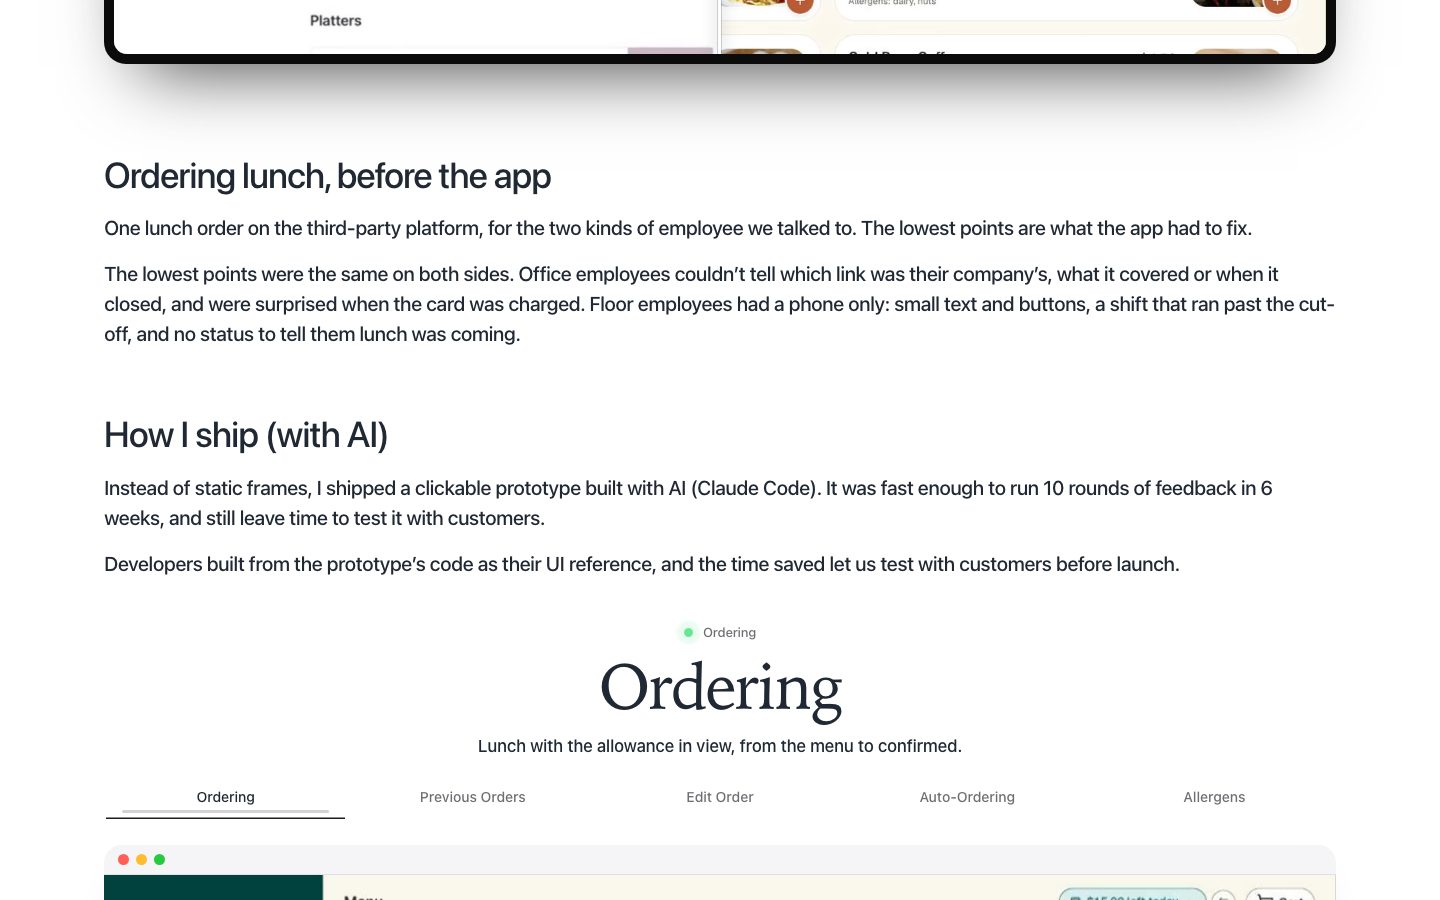 Platters
Allergens: dairy, nuts
Ordering lunch, before the app
One lunch order on the third-party platform, for the two kinds of employee we talked to. The lowest points are what the app had to fix.
The lowest points were the same on both sides. Office employees couldn’t tell which link was their company’s, what it covered or when it
closed, and were surprised when the card was charged. Floor employees had a phone only: small text and buttons, a shift that ran past the cut-
off, and no status to tell them lunch was coming.
How I ship (with AI)
Instead of static frames, I shipped a clickable prototype built with AI (Claude Code). It was fast enough to run 10 rounds of feedback in 6
weeks, and still leave time to test it with customers.
Developers built from the prototype’s code as their UI reference, and the time saved let us test with customers before launch.
Ordering
Ordering
Lunch with the allowance in view, from the menu to confirmed.
Ordering
Previous Orders
Edit Order
Auto-Ordering
Allergens
Menu